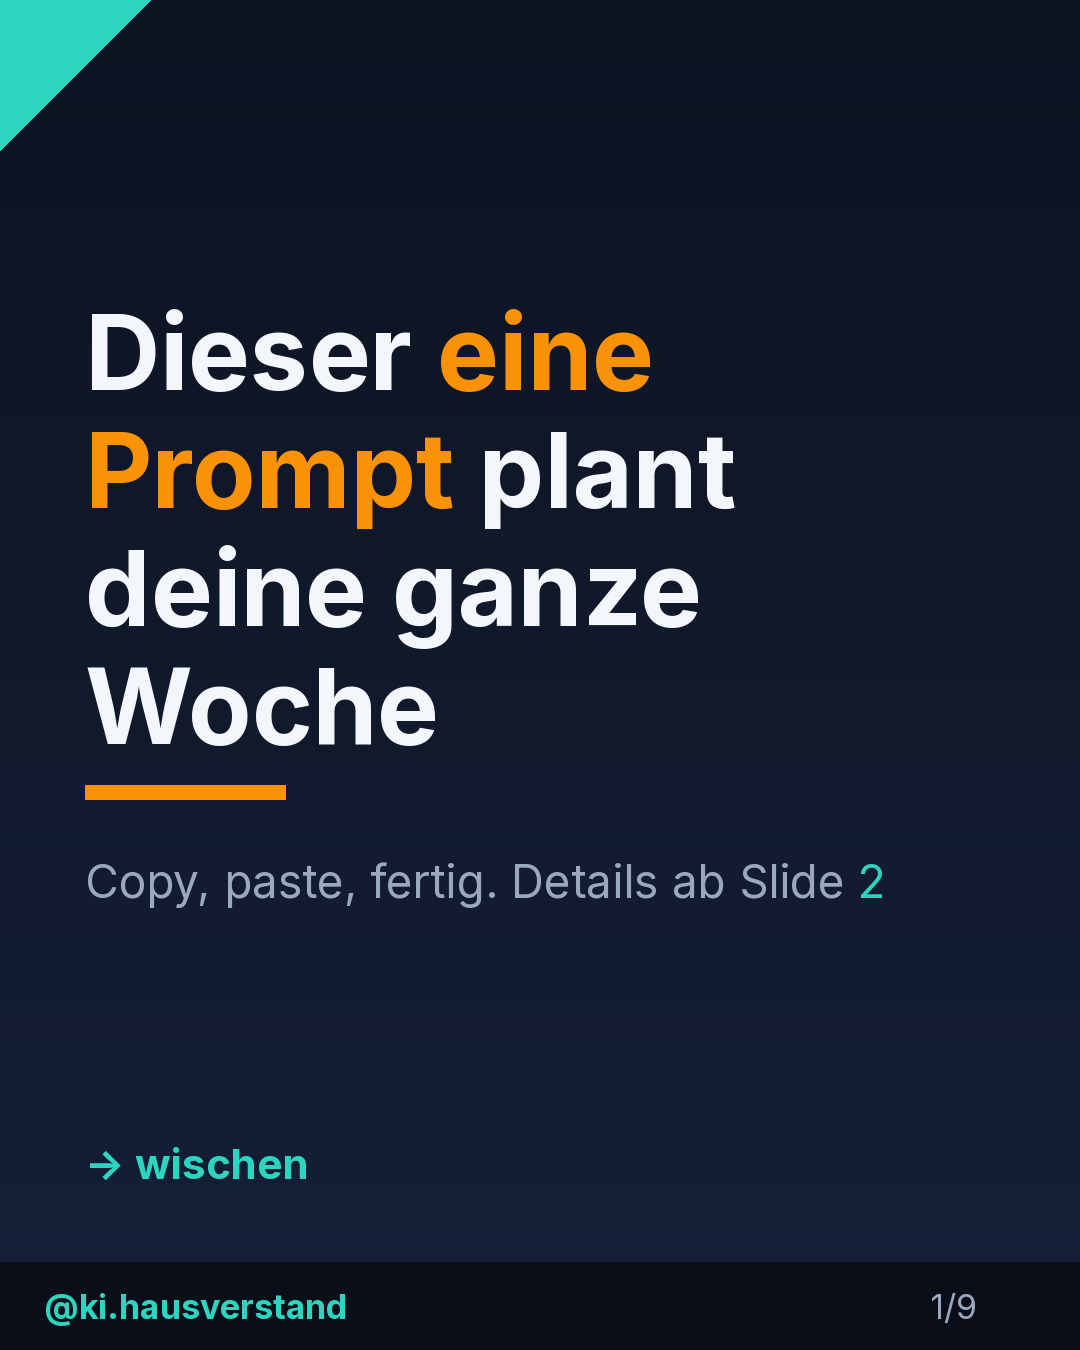 Dieser eine
Prompt plant
deine ganze
Woche
Copy, paste, fertig. Details ab Slide 2
→ wischen
@ki.hausverstand
1/9